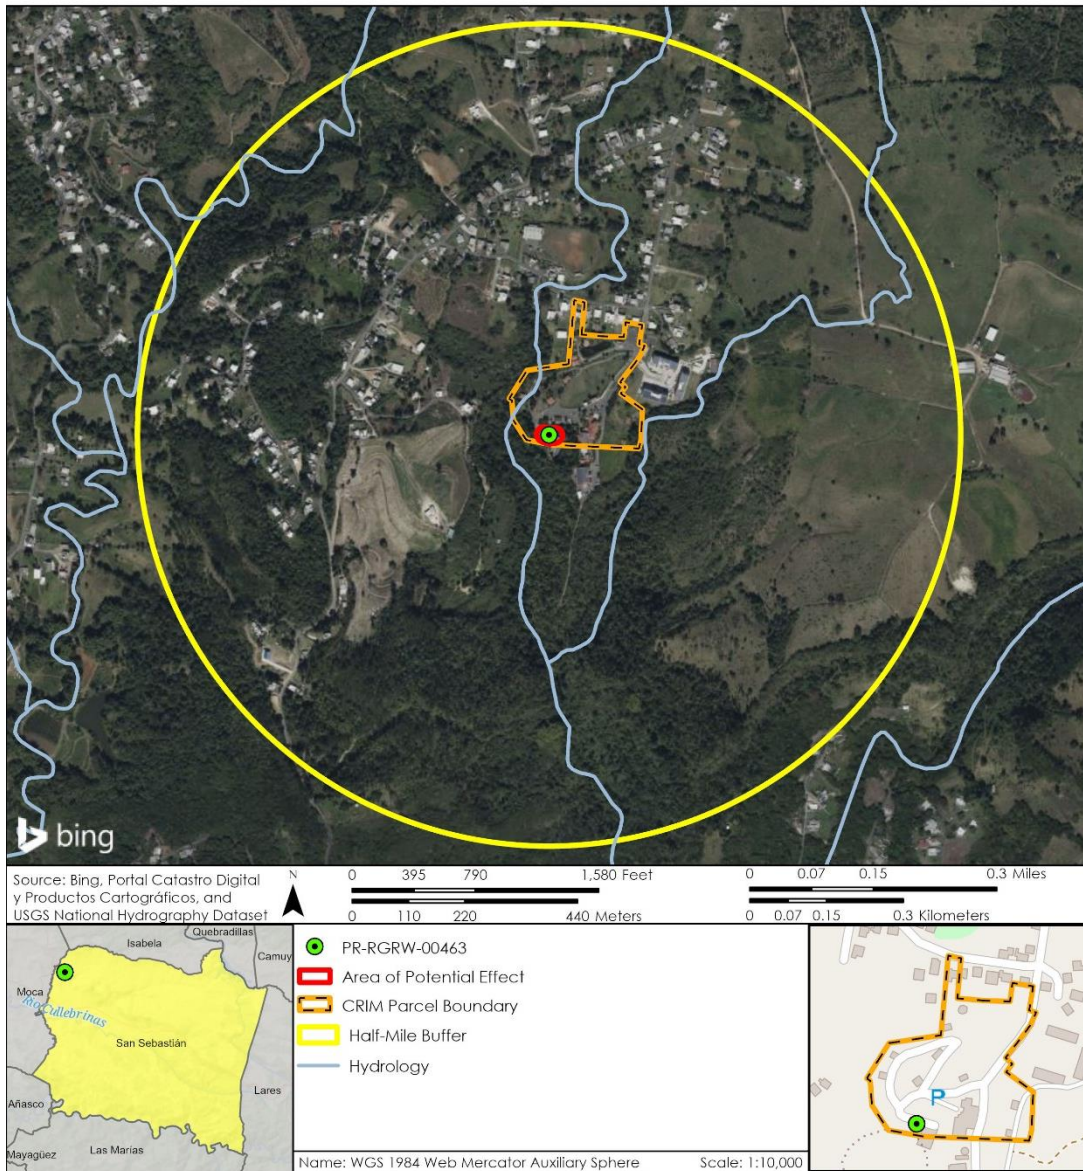 bing
Source: Bing, Portal Catastro Digital
y Productos Cartográficos, and
USGS National Hydrography Dataset
N
0 395 790 1,580 Feet
0 110 220 440 Meters
0 0.07 0.15 0.3 Miles
0 0.07 0.15 0.3 Kilometers
Quebradillas
Isabela
Camuy
Moca
Río Cullebrinas
San Sebastián
Lares
Añasco
Las Marías
Mayagüez
PR-RGRW-00463
Area of Potential Effect
CRIM Parcel Boundary
Half-Mile Buffer
Hydrology
Name: WGS 1984 Web Mercator Auxiliary Sphere Scale: 1:10,000
P